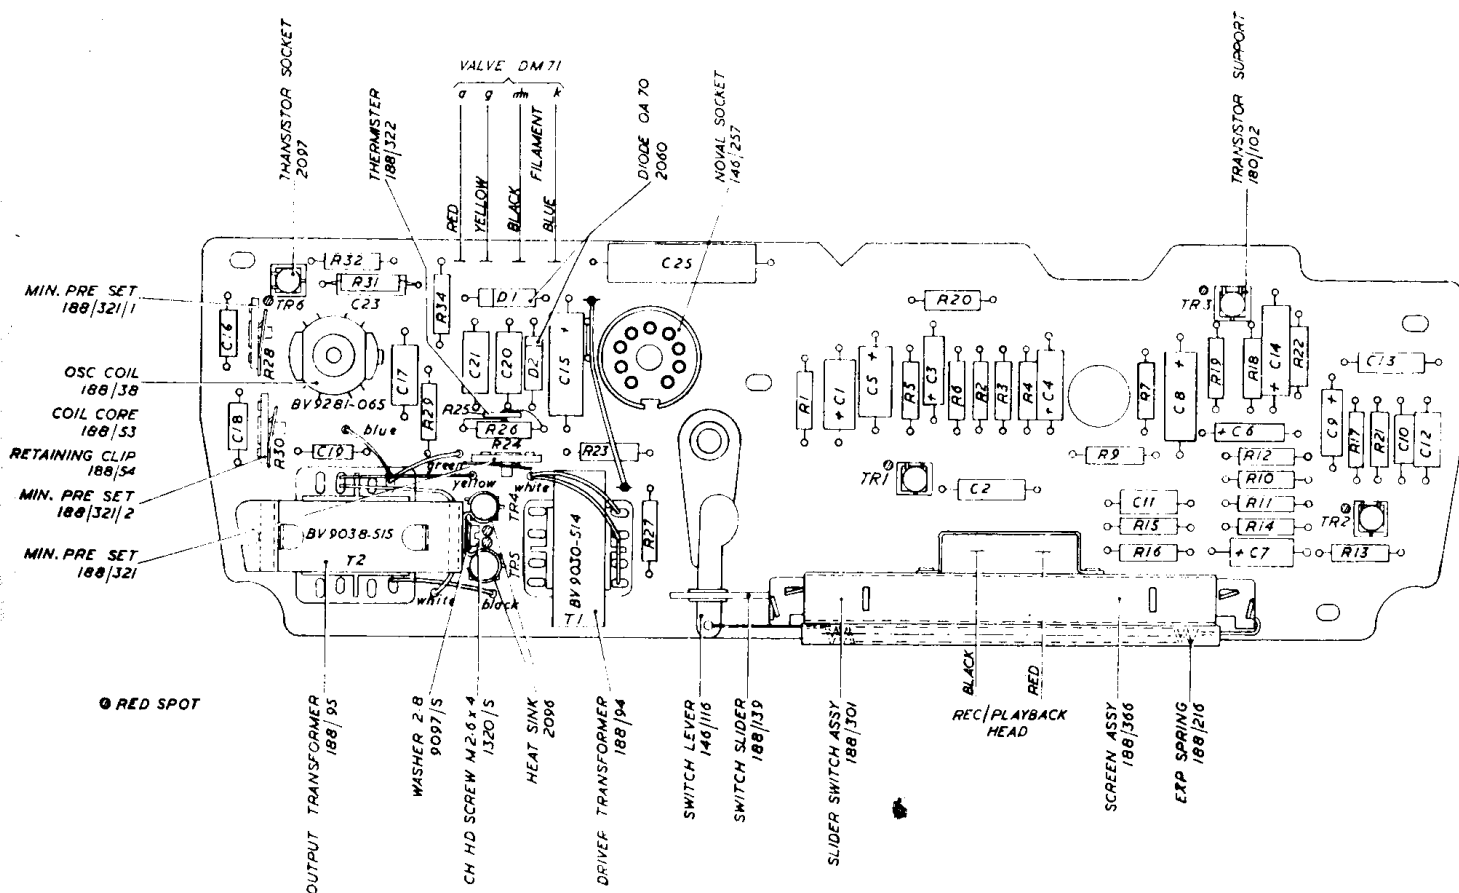 TRANSISTOR SOCKET
2097
THERMISTER
188/322
VALVE DM71
a g k
RED
YELLOW
BLACK
BLUE
FILAMENT
DIODE OA 70
2060
NOVAL SOCKET
146/257
TRANSISTOR SUPPORT
180/102
MIN. PRE SET
188/321/1
OSC COIL
188/38
COIL CORE
188/53
RETAINING CLIP
188/54
MIN. PRE SET
188/321/2
MIN. PRE SET
188/321
R32
R31
TR6
C23
R34
D1
C25
R20
TR3
C16
R28
C17
C21
C20
D2
C15 +
R1
+ C1
C5 +
R5
+ C3
R6
R2
R3
R4
+ C4
R7
C8 +
R19
R18
+ C14
R22
C13
BV9281-065
R29
R25
R26
C18
R30
blue
C19
R24
green
yellow
white
R23
TR1
C2
R9
+ C6
R12
R10
R11
R14
C9 +
R17
R21
C10
C12
C11
R15
R16
+ C7
R13
TR2
BV 9038-515
T2
TR4
TR5
BV 9030-514
T1
R27
white
black
BLACK
RED
REC/PLAYBACK
HEAD
RED SPOT
OUTPUT TRANSFORMER
188/95
WASHER 2·8
9097/S
CH HD SCREW M2·6 x 4
1320/S
HEAT SINK
2096
DRIVER TRANSFORMER
188/94
SWITCH LEVER
146/116
SWITCH SLIDER
188/139
SLIDER SWITCH ASSY
188/301
SCREEN ASSY
188/366
EXP SPRING
188/216